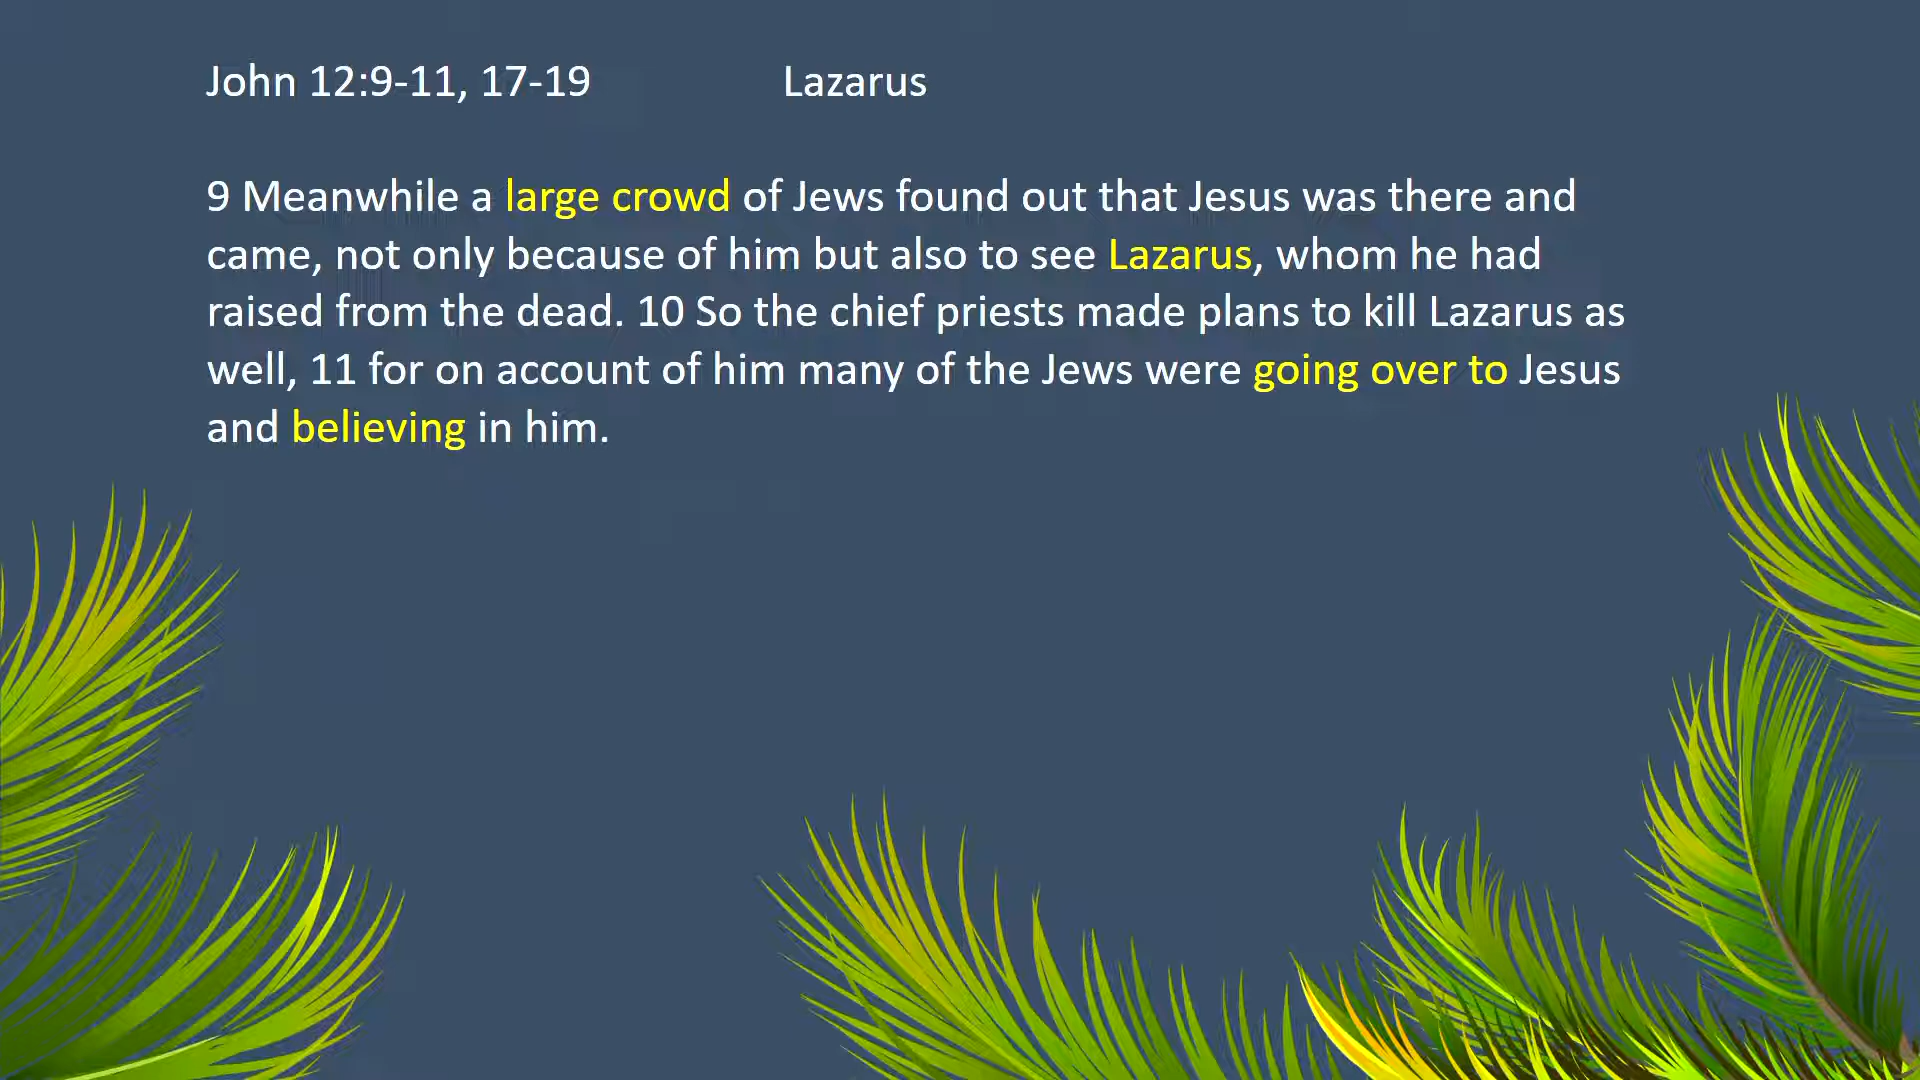 John 12:9-11, 17-19 Lazarus
9 Meanwhile a large crowd of Jews found out that Jesus was there and
came, not only because of him but also to see Lazarus, whom he had
raised from the dead. 10 So the chief priests made plans to kill Lazarus as
well, 11 for on account of him many of the Jews were going over to Jesus
and believing in him.